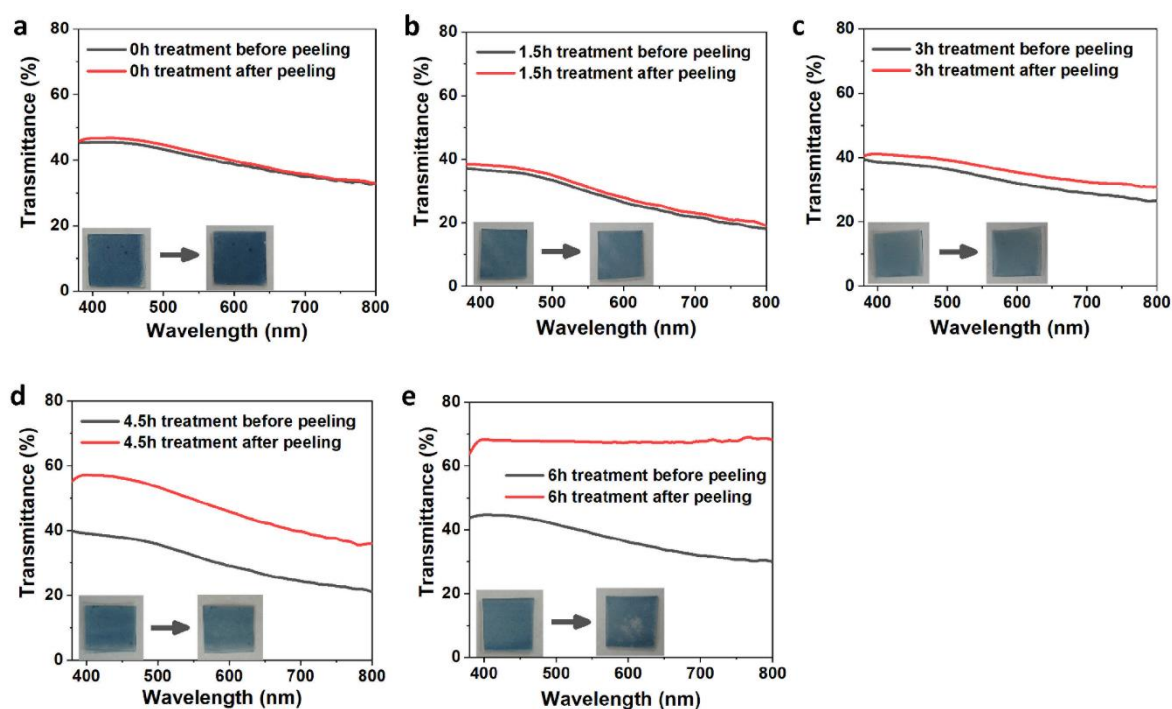 a
80
0h treatment before peeling
0h treatment after peeling
60
Transmittance (%)
40
20
0
400 500 600 700 800
Wavelength (nm)
b
80
1.5h treatment before peeling
1.5h treatment after peeling
60
Transmittance (%)
40
20
0
400 500 600 700 800
Wavelength (nm)
c
80
3h treatment before peeling
3h treatment after peeling
60
Transmittance (%)
40
20
0
400 500 600 700 800
Wavelength (nm)
d
80
4.5h treatment before peeling
4.5h treatment after peeling
60
Transmittance (%)
40
20
0
400 500 600 700 800
Wavelength (nm)
e
80
60
6h treatment before peeling
6h treatment after peeling
Transmittance (%)
40
20
0
400 500 600 700 800
Wavelength (nm)